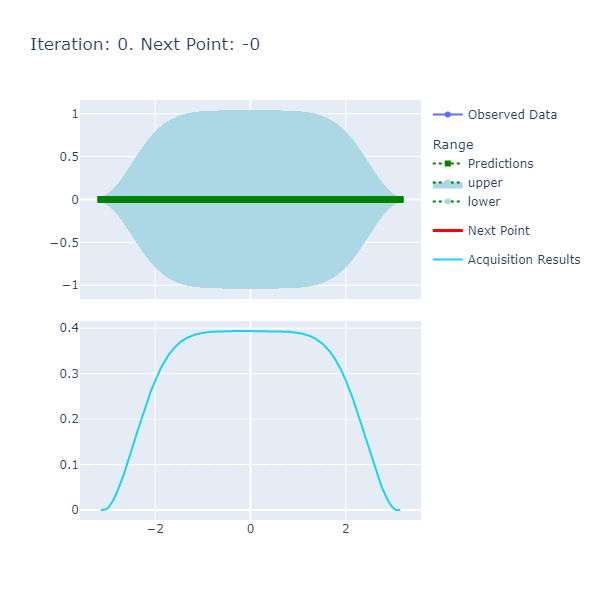 Iteration: 0. Next Point: -0
1
0.5
0
−0.5
−1
Observed Data
Range
Predictions
upper
lower
Next Point
Acquisition Results
0.4
0.3
0.2
0.1
0
−2
0
2